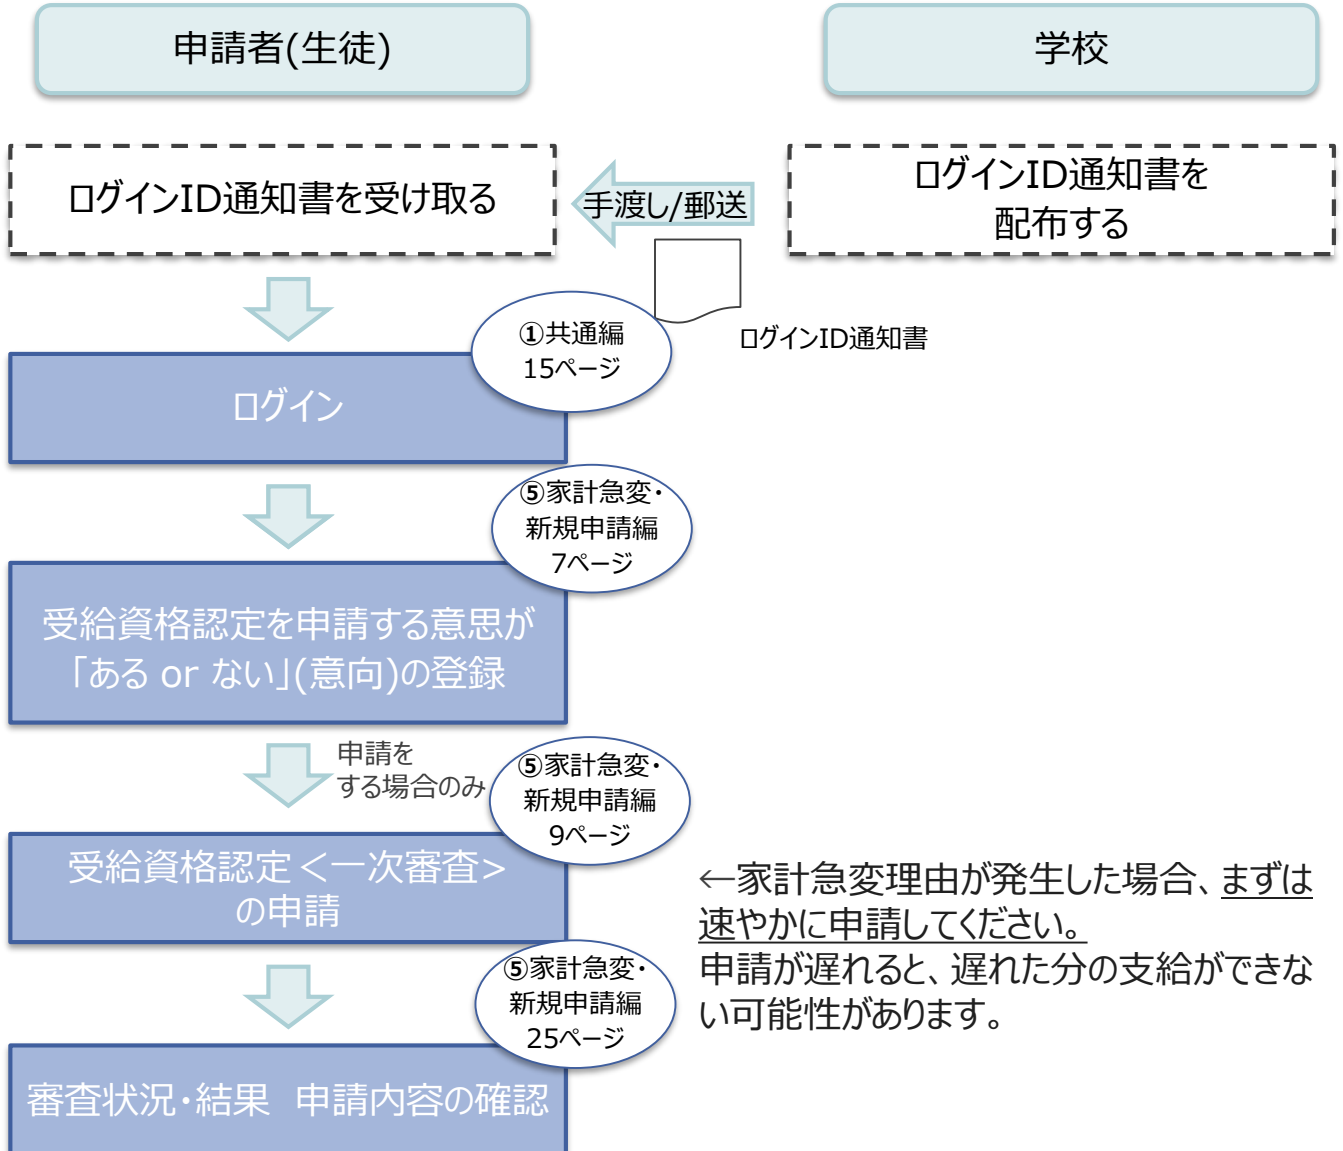 申請者(生徒)
学校
ログインID通知書を受け取る
手渡し/郵送
ログインID通知書を
配布する
ログインID通知書
①共通編
15ページ
ログイン
⑤家計急変・
新規申請編
7ページ
受給資格認定を申請する意思が
「ある or ない」(意向)の登録
申請を
する場合のみ
⑤家計急変・
新規申請編
9ページ
受給資格認定<一次審査>
の申請
←家計急変理由が発生した場合、まずは
速やかに申請してください。
申請が遅れると、遅れた分の支給ができな
い可能性があります。
⑤家計急変・
新規申請編
25ページ
審査状況・結果　申請内容の確認